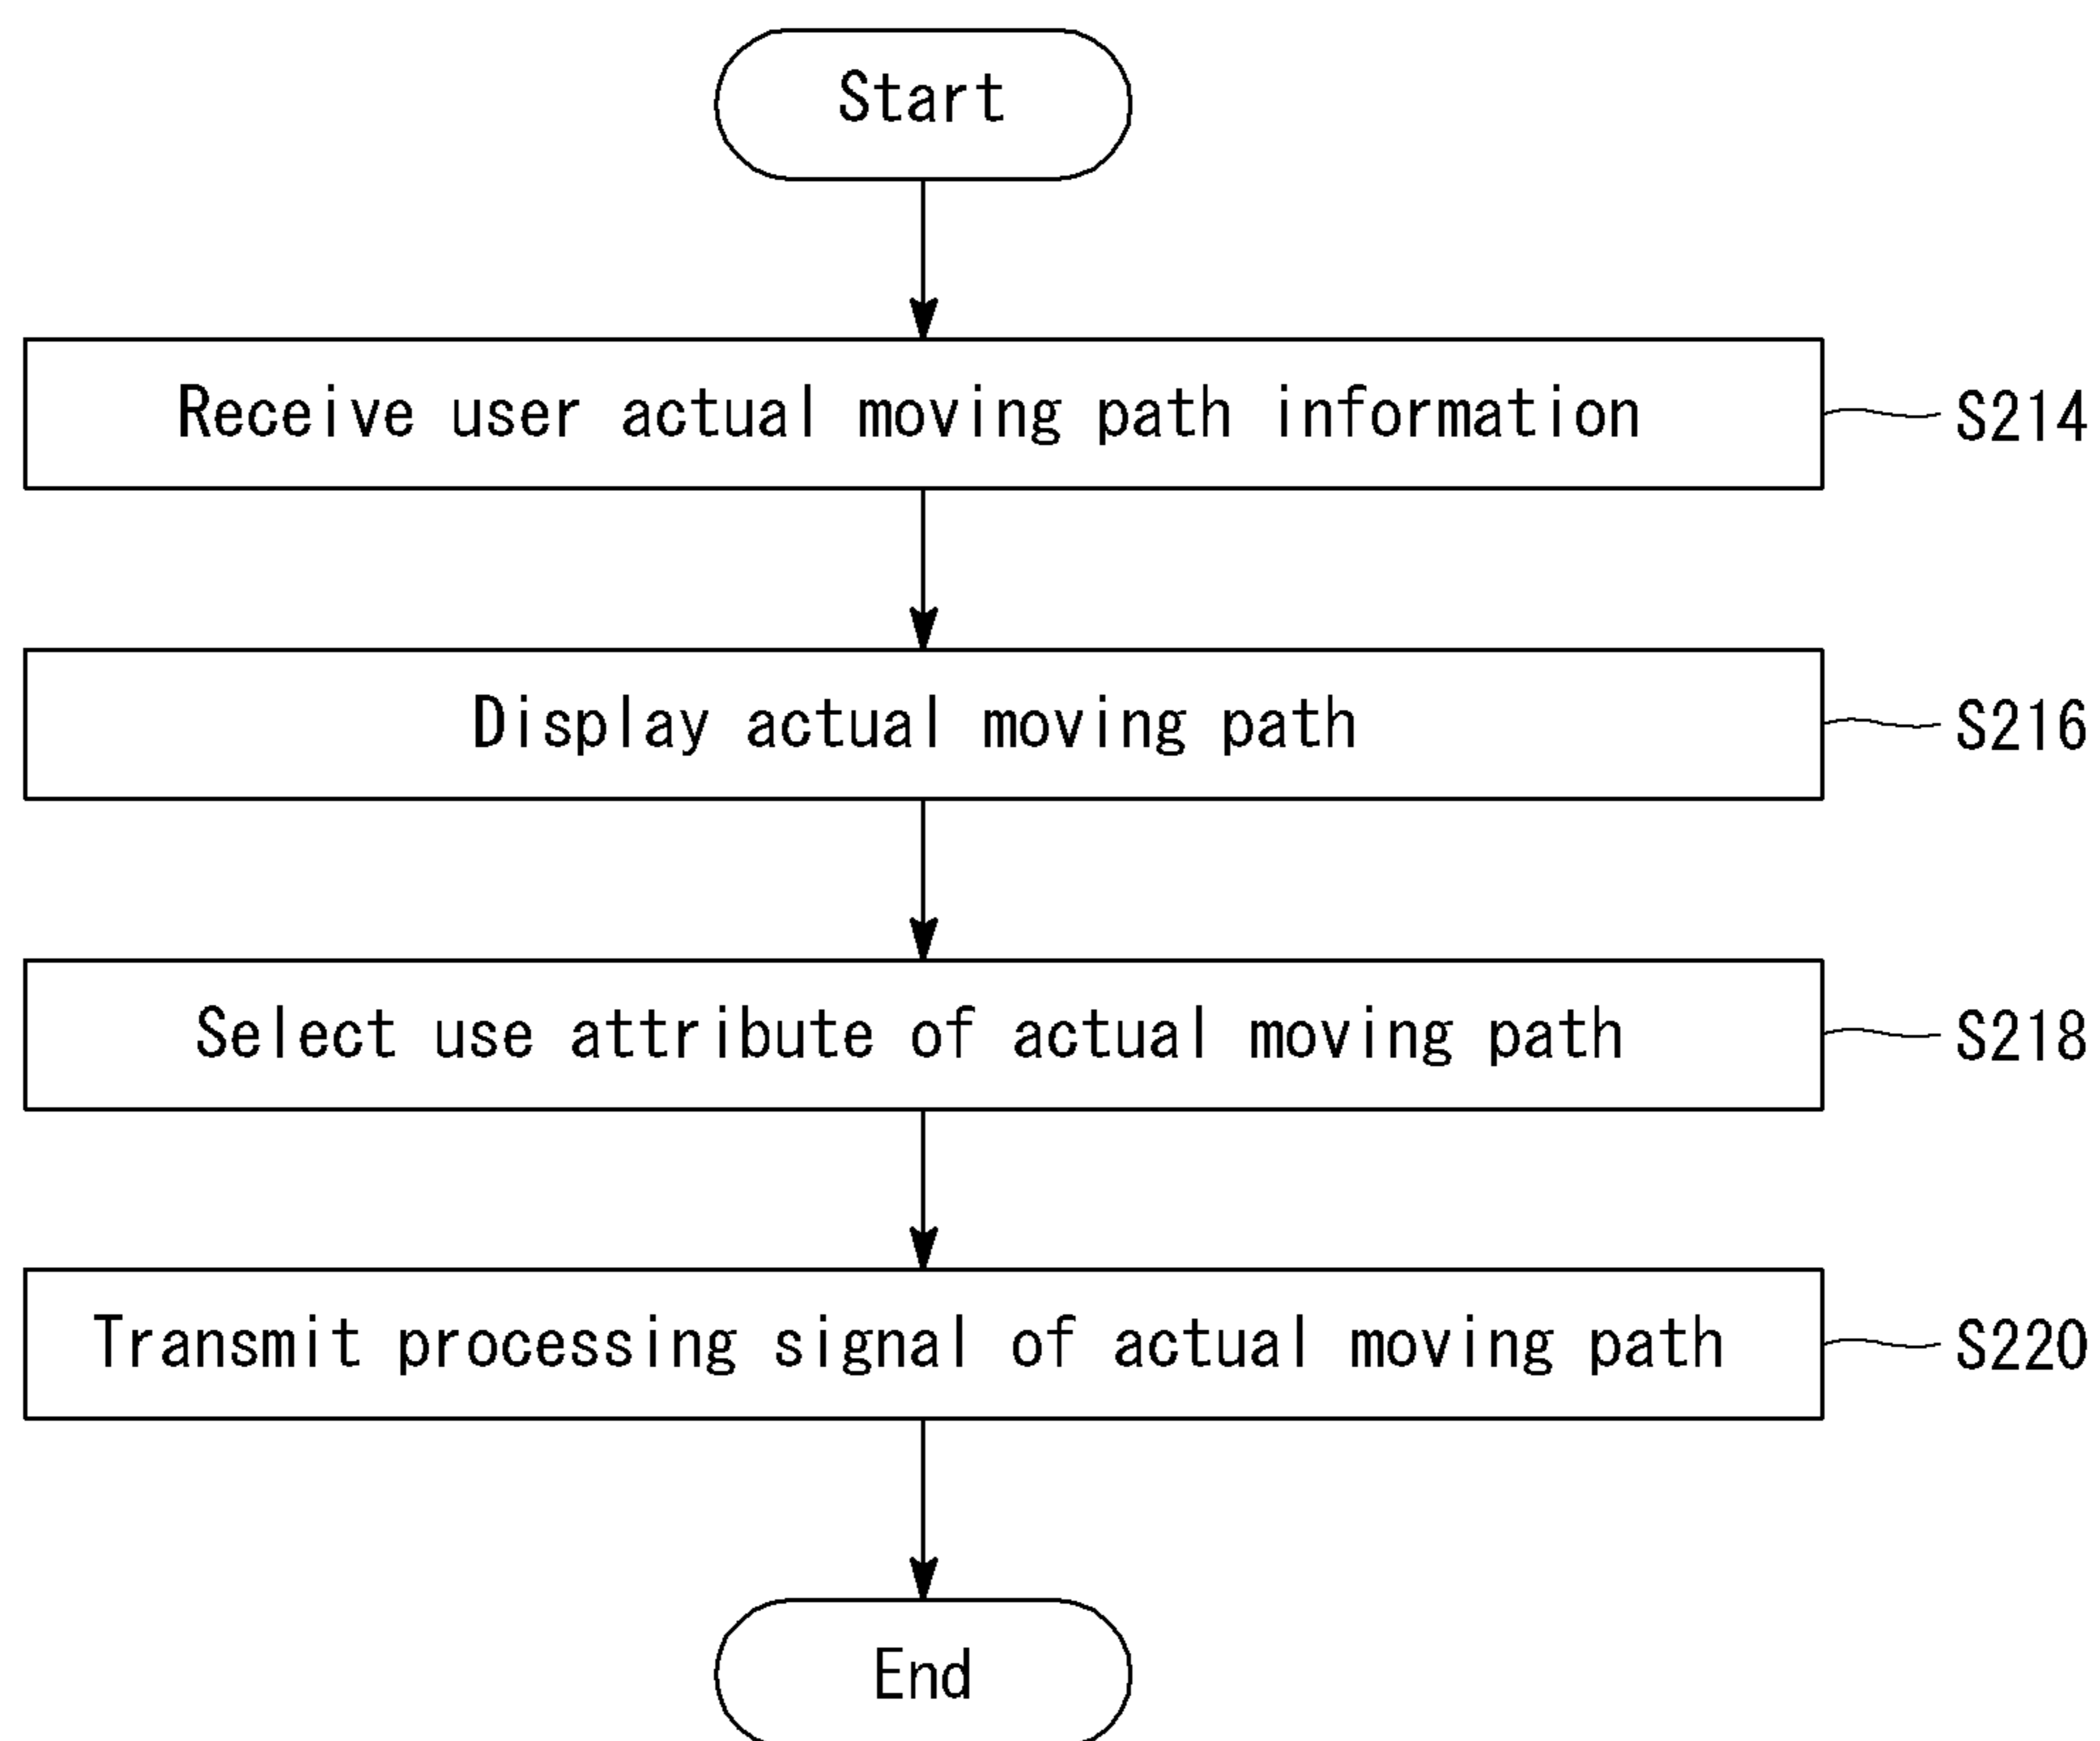 Start
Receive user actual moving path information S214
Display actual moving path S216
Select use attribute of actual moving path S218
Transmit processing signal of actual moving path S220
End